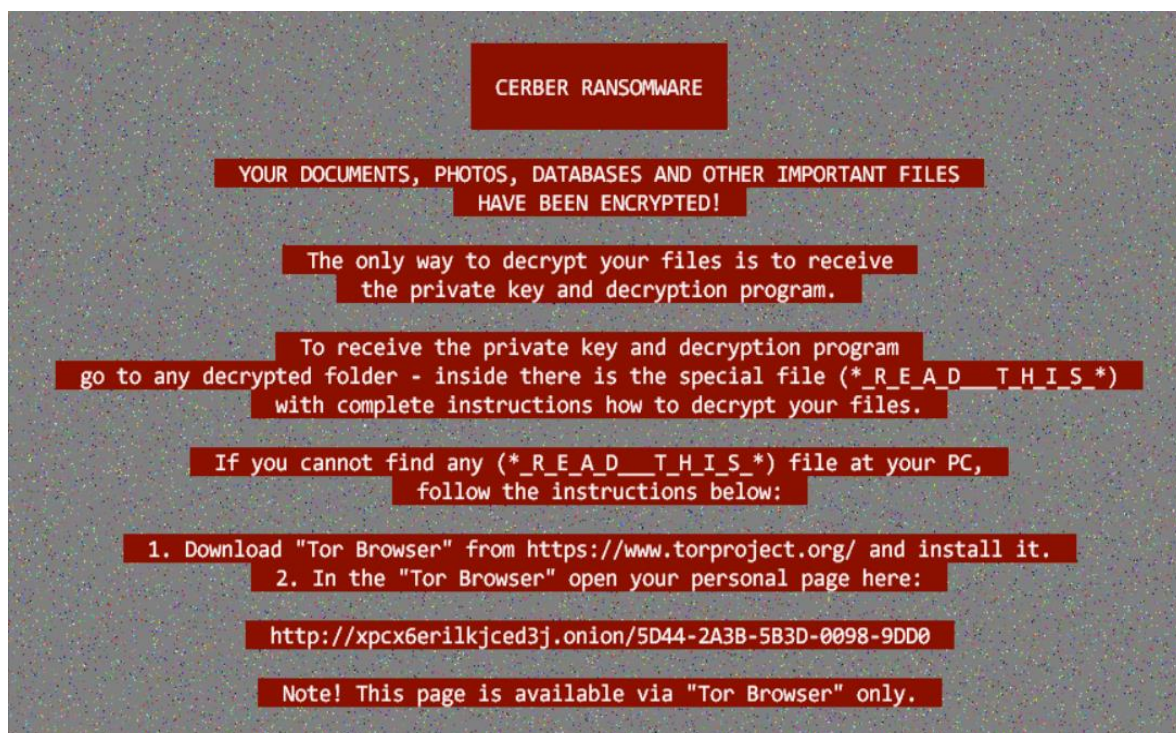 CERBER RANSOMWARE
YOUR DOCUMENTS, PHOTOS, DATABASES AND OTHER IMPORTANT FILES
HAVE BEEN ENCRYPTED!
The only way to decrypt your files is to receive
the private key and decryption program.
To receive the private key and decryption program
go to any decrypted folder - inside there is the special file (*_R_E_A_D___T_H_I_S_*)
with complete instructions how to decrypt your files.
If you cannot find any (*_R_E_A_D___T_H_I_S_*) file at your PC,
follow the instructions below:
1. Download "Tor Browser" from https://www.torproject.org/ and install it.
2. In the "Tor Browser" open your personal page here:
http://xpcx6erilkjced3j.onion/5D44-2A3B-5B3D-0098-9DD0
Note! This page is available via "Tor Browser" only.